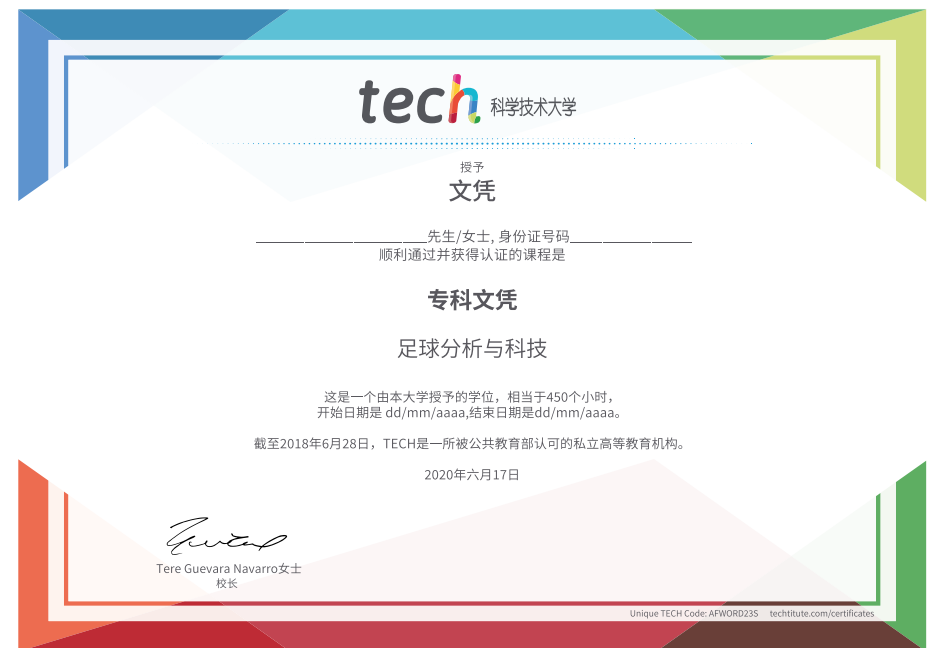 tech 科学技术大学
授予
文凭
______________________先生/女士, 身份证号码________________
顺利通过并获得认证的课程是
专科文凭
足球分析与科技
这是一个由本大学授予的学位，相当于450个小时，
开始日期是 dd/mm/aaaa,结束日期是dd/mm/aaaa。
截至2018年6月28日，TECH是一所被公共教育部认可的私立高等教育机构。
2020年六月17日
Tere Guevara Navarro女士
校长
Unique TECH Code: AFWORD23S techtitute.com/certificates